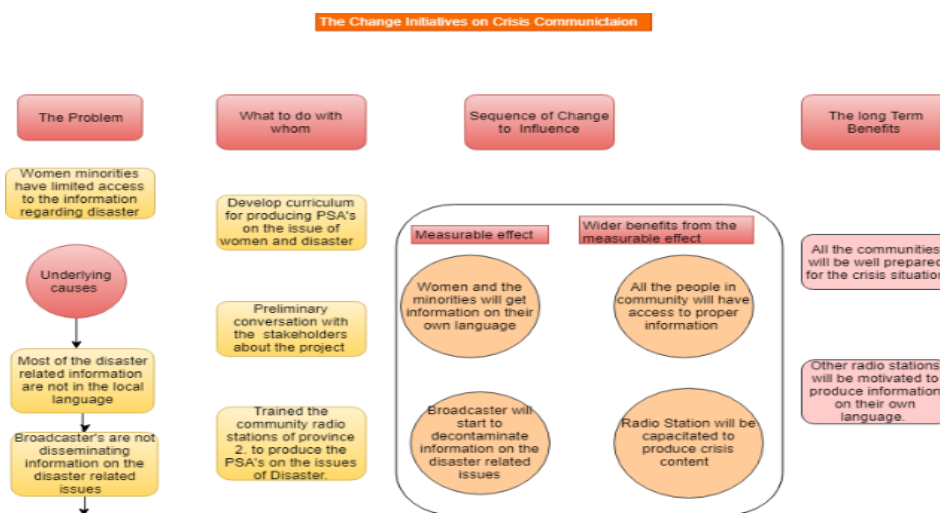 The Change Initiatives on Crisis Communictaion
The Problem
What to do with
whom
Sequence of Change
to Influence
The long Term
Benefits
Women minorities
have limited access
to the information
regarding disaster
Underlying
causes
Most of the disaster
related information
are not in the local
language
Broadcaster's are not
disseminating
information on the
disaster related
issues
Develop curriculum
for producing PSA's
on the issue of
women and disaster
Preliminary
conversation with
the stakeholders
about the project
Trained the
community radio
stations of province
2. to produce the
PSA's on the issues
of Disaster.
Measurable effect
Women and the
minorities will get
information on their
own language
Broadcaster will
start to
decontaminate
information on the
disaster related
issues
Wider benefits from the
measurable effect
All the people in
community will have
access to proper
information
Radio Station will be
capacitated to
produce crisis
content
All the communities
will be well prepared
for the crisis situation
Other radio stations
will be motivated to
produce information
on their own
language.